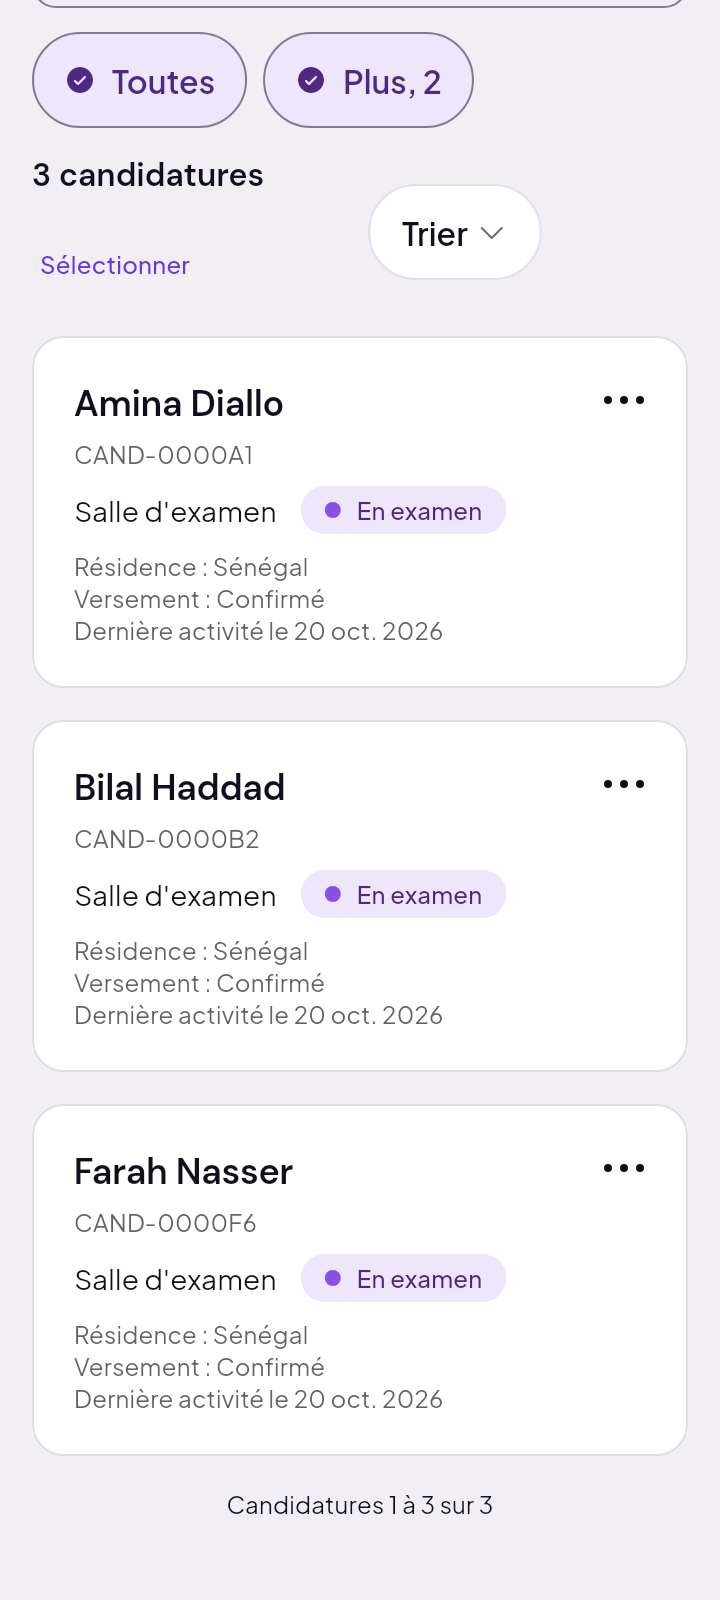 Toutes
Plus, 2
3 candidatures
Trier
Sélectionner
Amina Diallo
CAND-0000A1
Salle d'examen
En examen
Résidence : Sénégal
Versement : Confirmé
Dernière activité le 20 oct. 2026
Bilal Haddad
CAND-0000B2
Salle d'examen
En examen
Résidence : Sénégal
Versement : Confirmé
Dernière activité le 20 oct. 2026
Farah Nasser
CAND-0000F6
Salle d'examen
En examen
Résidence : Sénégal
Versement : Confirmé
Dernière activité le 20 oct. 2026
Candidatures 1 à 3 sur 3